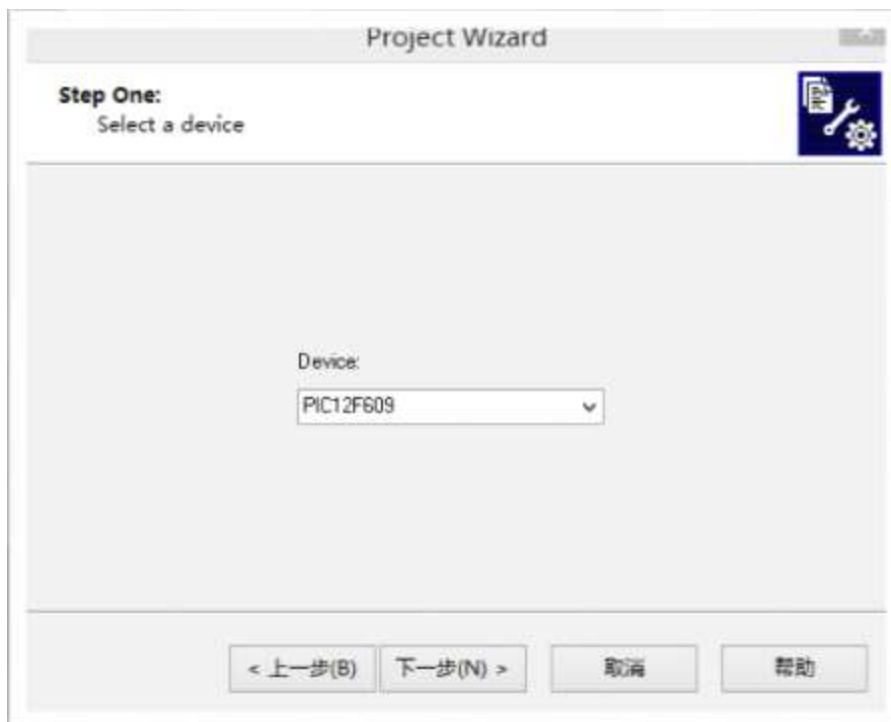 Project Wizard
Step One:
Select a device
Device:
PIC12F609
< 上一步(B)
下一步(N) >
取消
帮助